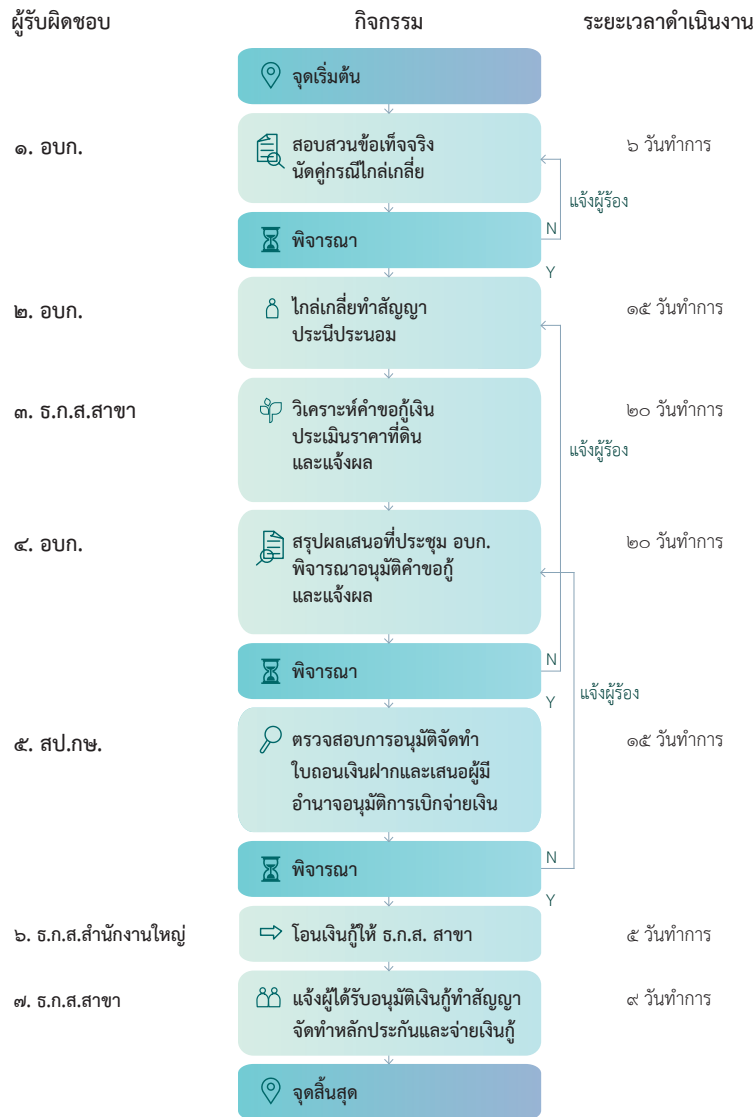 ผู้รับผิดชอบ กิจกรรม ระยะเวลาดำเนินงาน
จุดเริ่มต้น
๑. อบก. สอบสวนข้อเท็จจริง ๖ วันทำการ
นัดคู่กรณีไกล่เกลี่ย
แจ้งผู้ร้อง
N
พิจารณา
Y
๒. อบก. ไกล่เกลี่ยทำสัญญา ๑๕ วันทำการ
ประนีประนอม
๓. ธ.ก.ส.สาขา วิเคราะห์คำขอกู้เงิน ๒๐ วันทำการ
ประเมินราคาที่ดิน
และแจ้งผล
แจ้งผู้ร้อง
๔. อบก. สรุปผลเสนอที่ประชุม อบก. ๒๐ วันทำการ
พิจารณาอนุมัติคำขอกู้
และแจ้งผล
N
พิจารณา
Y
แจ้งผู้ร้อง
๕. สป.กษ. ตรวจสอบการอนุมัติจัดทำ ๑๕ วันทำการ
ใบถอนเงินฝากและเสนอผู้มี
อำนาจอนุมัติการเบิกจ่ายเงิน
N
พิจารณา
Y
๖. ธ.ก.ส.สำนักงานใหญ่ โอนเงินกู้ให้ ธ.ก.ส. สาขา ๕ วันทำการ
๗. ธ.ก.ส.สาขา แจ้งผู้ได้รับอนุมัติเงินกู้ทำสัญญา ๙ วันทำการ
จัดทำหลักประกันและจ่ายเงินกู้
จุดสิ้นสุด